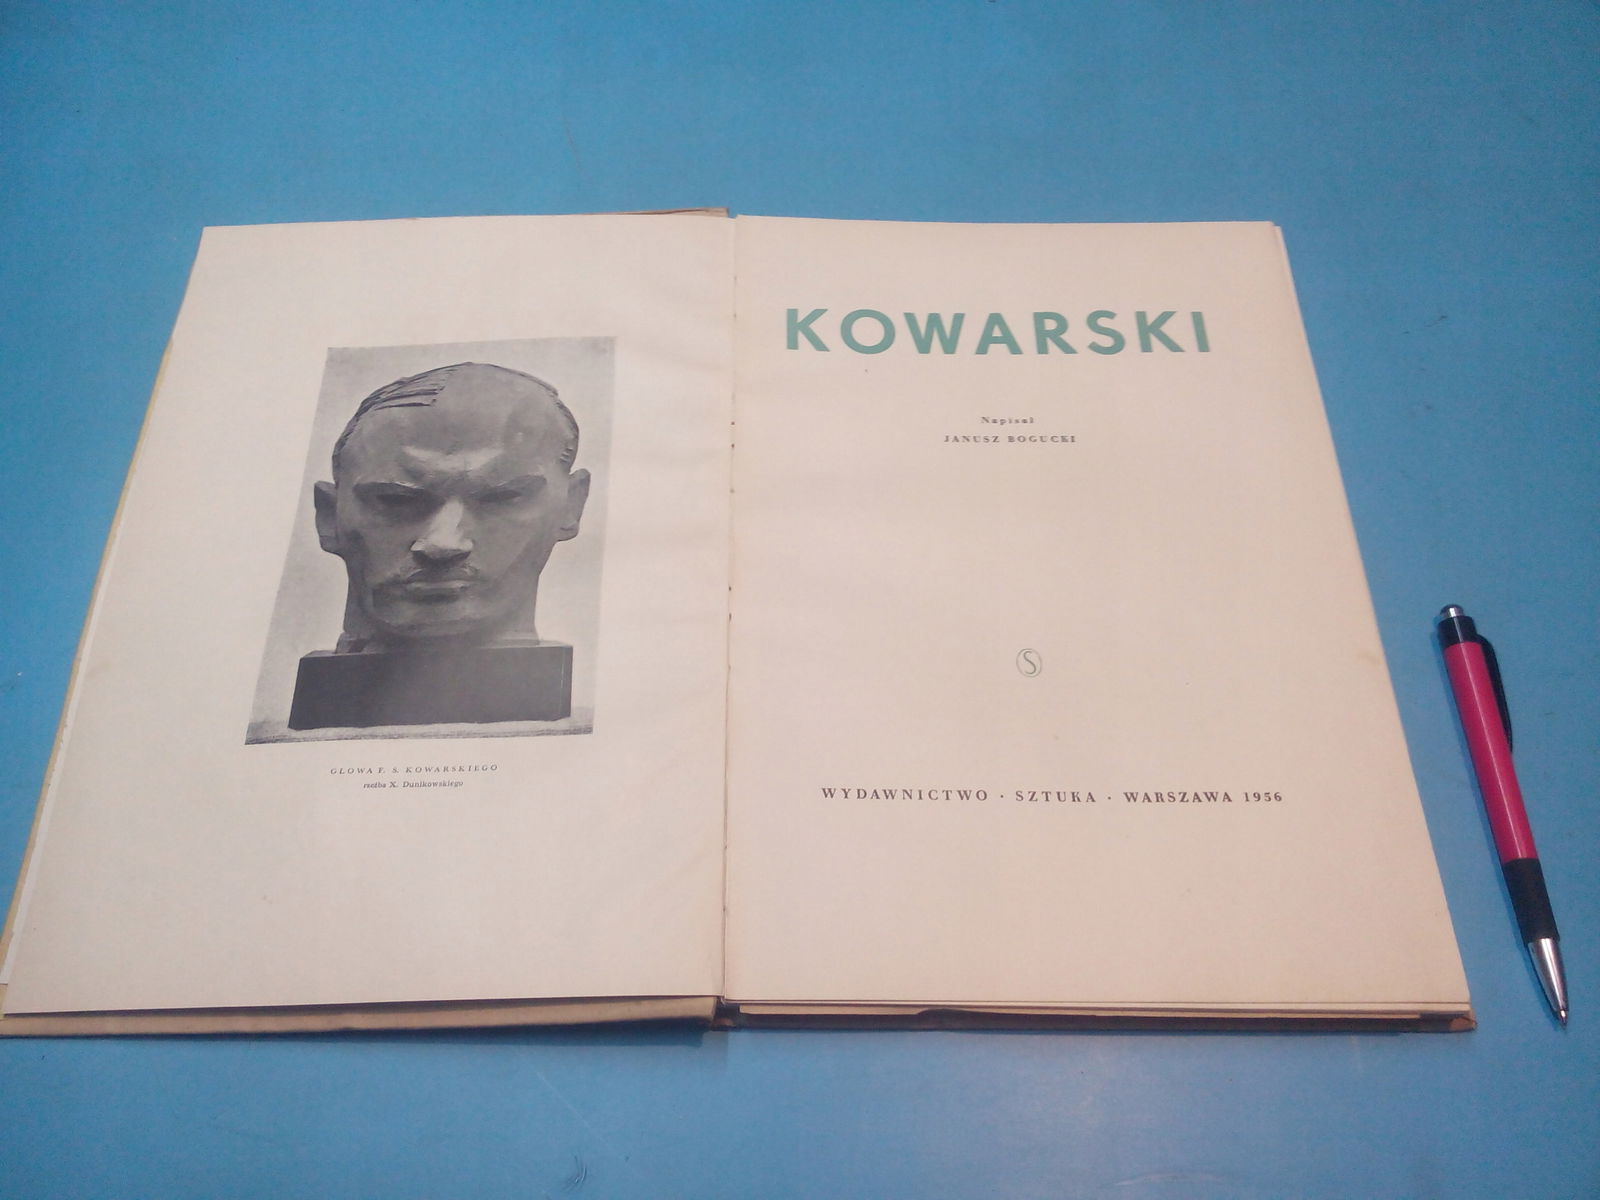 GŁOWA F. S. KOWARSKIEGO
rzeźba X. Dunikowskiego
KOWARSKI
Napisał
JANUSZ BOGUCKI
S
WYDAWNICTWO · SZTUKA · WARSZAWA 1956